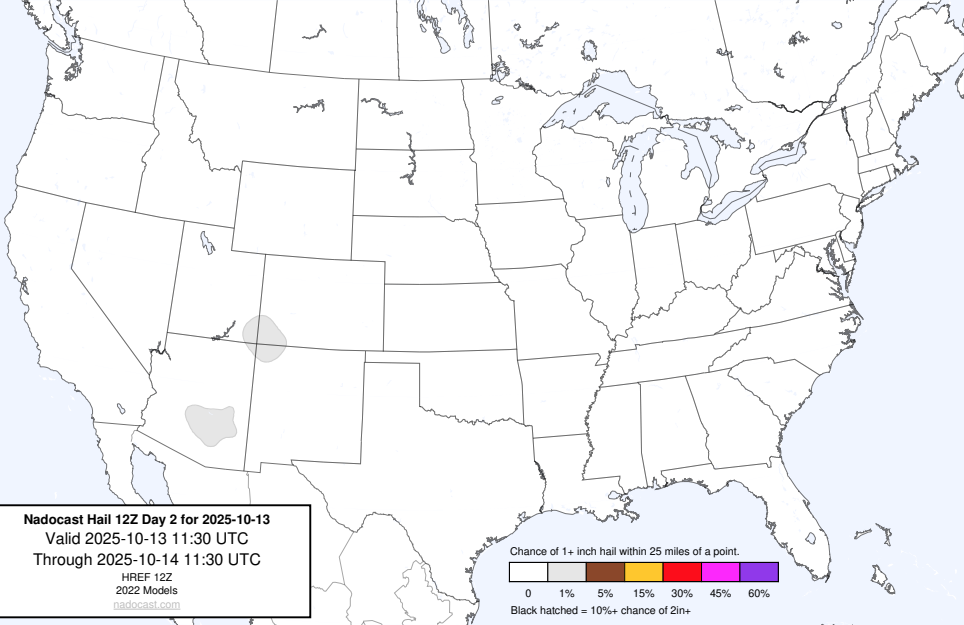 Nadocast Hail 12Z Day 2 for 2025-10-13
Valid 2025-10-13 11:30 UTC
Through 2025-10-14 11:30 UTC
HREF 12Z
2022 Models
nadocast.com
Chance of 1+ inch hail within 25 miles of a point.
0 1% 5% 15% 30% 45% 60%
Black hatched = 10%+ chance of 2in+